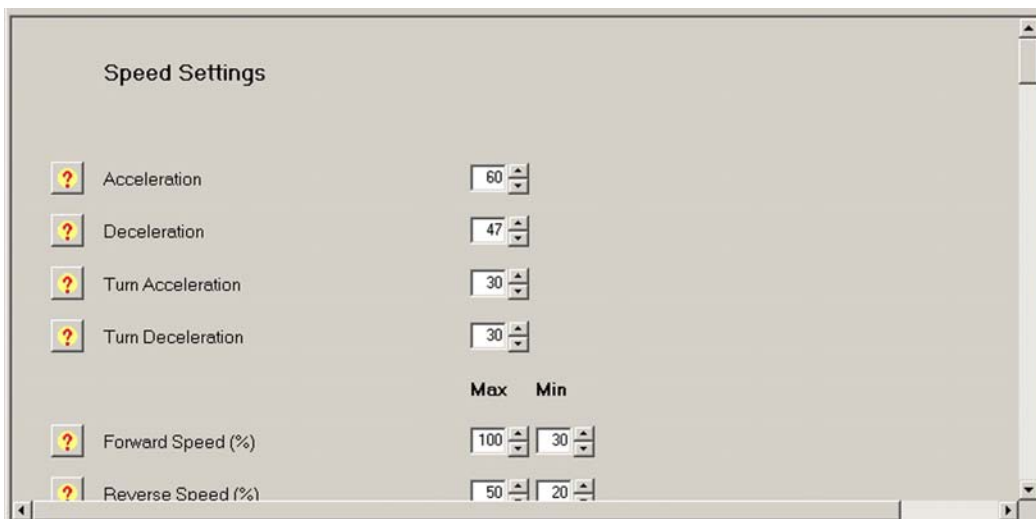 Speed Settings
? Acceleration 60
? Deceleration 47
? Turn Acceleration 30
? Turn Deceleration 30
Max Min
? Forward Speed (%) 100 30
? Reverse Speed (%) 50 20